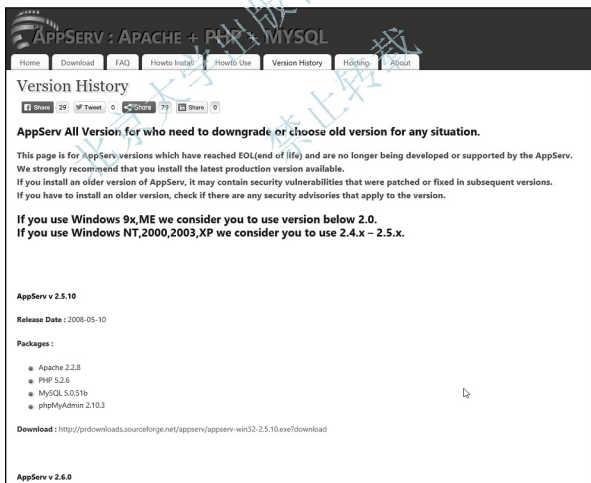 APPSERV : APACHE + PHP + MYSQL
Home Download FAQ Howto Install Howto Use Version History Hosting About
Version History
Share 29 Tweet 0 Share 79 Share 0
AppServ All Version for who need to downgrade or choose old version for any situation.
This page is for AppServ versions which have reached EOL(end of life) and are no longer being developed or supported by the AppServ.
We strongly recommend that you install the latest production version available.
If you install an older version of AppServ, it may contain security vulnerabilities that were patched or fixed in subsequent versions.
If you have to install an older version, check if there are any security advisories that apply to the version.
If you use Windows 9x,ME we consider you to use version below 2.0.
If you use Windows NT,2000,2003,XP we consider you to use 2.4.x – 2.5.x.
AppServ v 2.5.10
Release Date : 2008-05-10
Packages :
Apache 2.2.8
PHP 5.2.6
MySQL 5.0.51b
phpMyAdmin 2.10.3
Download : http://prdownloads.sourceforge.net/appserv/appserv-win32-2.5.10.exe?download
AppServ v 2.6.0
北京大学出版
禁止转载